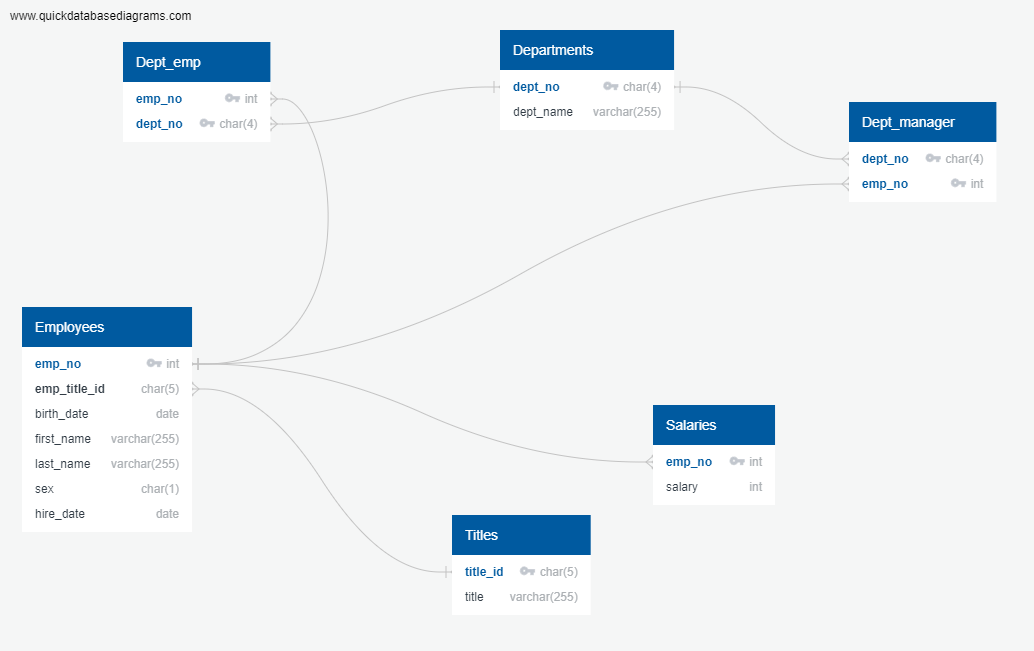 www.quickdatabasediagrams.com
Dept_emp
emp_no int
dept_no char(4)
Departments
dept_no char(4)
dept_name varchar(255)
Dept_manager
dept_no char(4)
emp_no int
Employees
emp_no int
emp_title_id char(5)
birth_date date
first_name varchar(255)
last_name varchar(255)
sex char(1)
hire_date date
Salaries
emp_no int
salary int
Titles
title_id char(5)
title varchar(255)